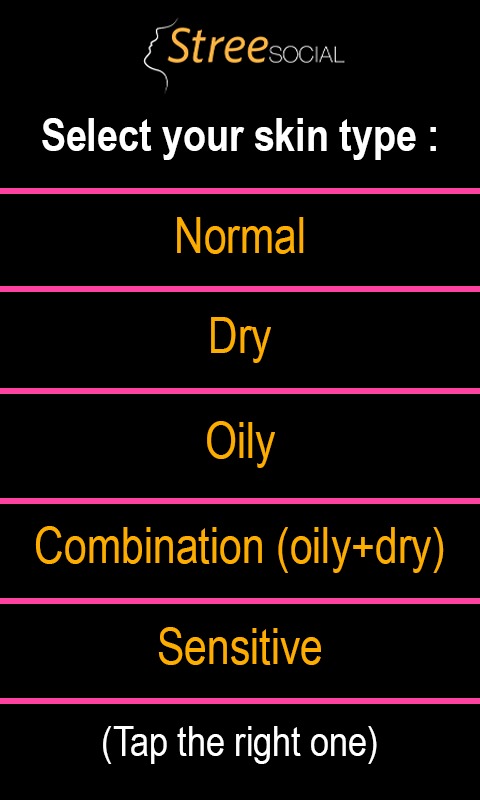 StreeSOCIAL
Select your skin type :
Normal
Dry
Oily
Combination (oily+dry)
Sensitive
(Tap the right one)